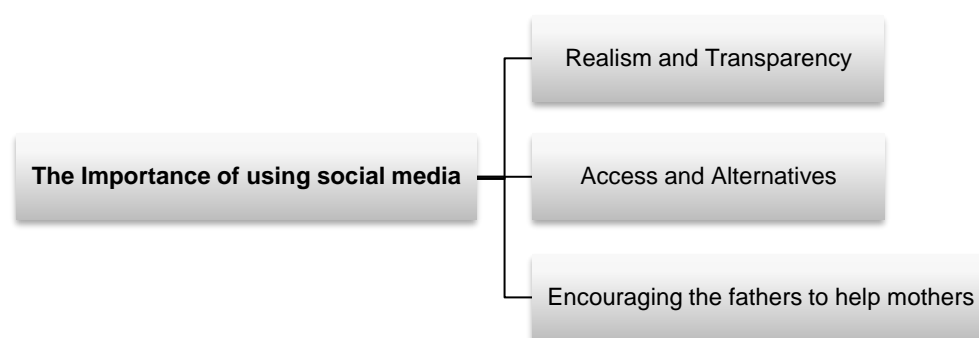 Realism and Transparency
The Importance of using social media
Access and Alternatives
Encouraging the fathers to help mothers